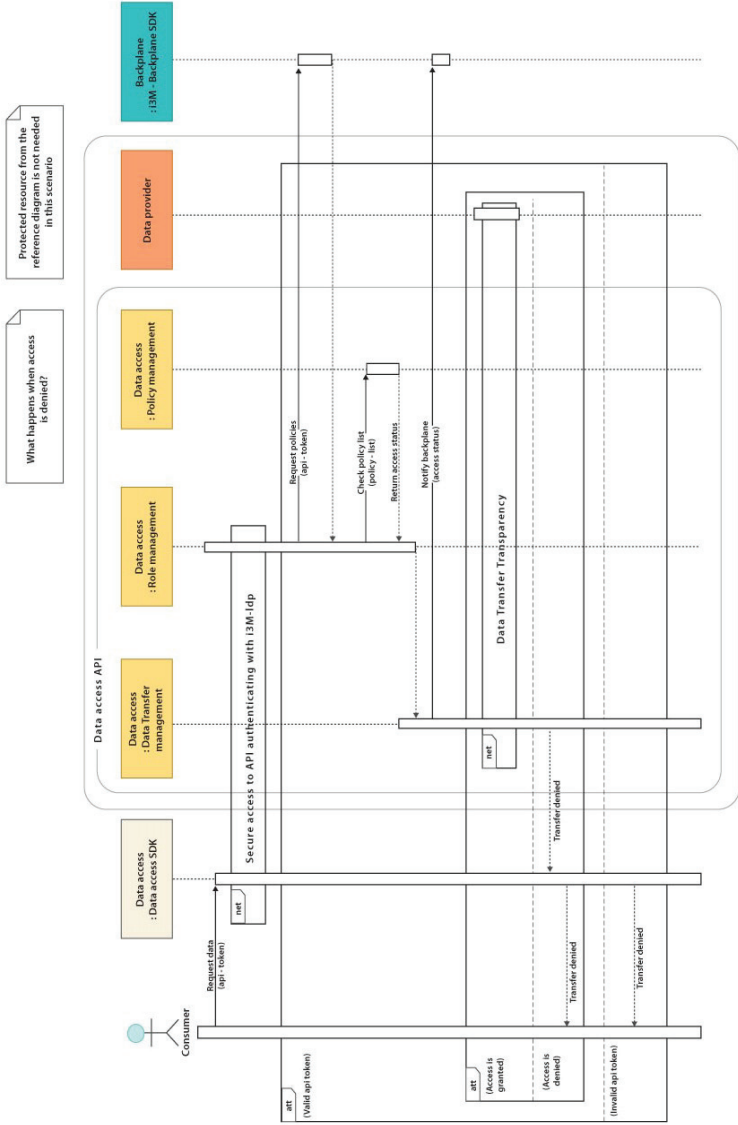 What happens when access
is denied?
Protected resource from the
reference diagram is not needed
in this scenario
Consumer
Data access
: Data access SDK
Data access API
Data access
: Data Transfer
management
Data access
: Role management
Data access
: Policy management
Data provider
Backplane
: i3M - Backplane SDK
Request data
(api - token)
net
Secure access to API authenticating with i3M-Idp
att
(Valid api token)
Request policies
(api - token)
Check policy list
(policy - list)
Return access status
Notify backplane
(access status)
att
(Access is
granted)
net
Data Transfer Transparency
(Access is
denied)
Transfer denied
Transfer denied
(Invalid api token)
Transfer denied